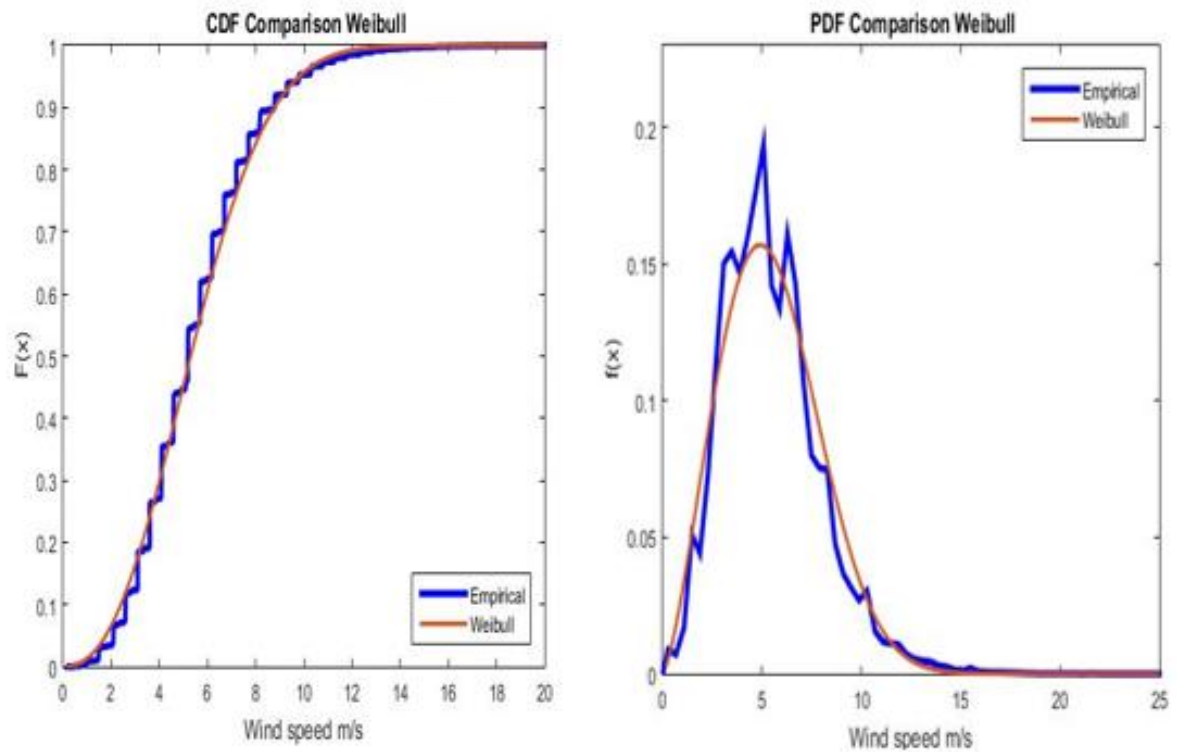 CDF Comparison Weibull
1
0.9
0.8
0.7
0.6
0.5
0.4
0.3
0.2
0.1
0
F(x)
Empirical
Weibull
0 2 4 6 8 10 12 14 16 18 20
Wind speed m/s
PDF Comparison Weibull
Empirical
Weibull
0.2
0.15
0.1
0.05
0
f(x)
0 5 10 15 20 25
Wind speed m/s